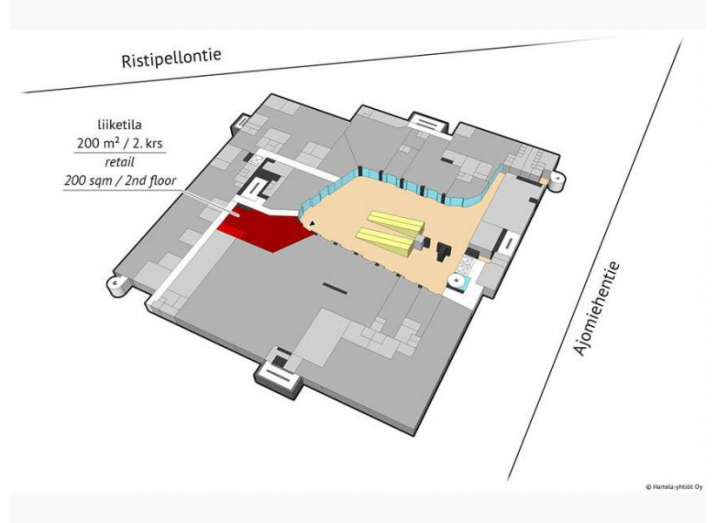 Ristipellontie
liiketila
200 m² / 2. krs
retail
200 sqm / 2nd floor
Ajomiehentie
© Hartela-yhtiöt Oy